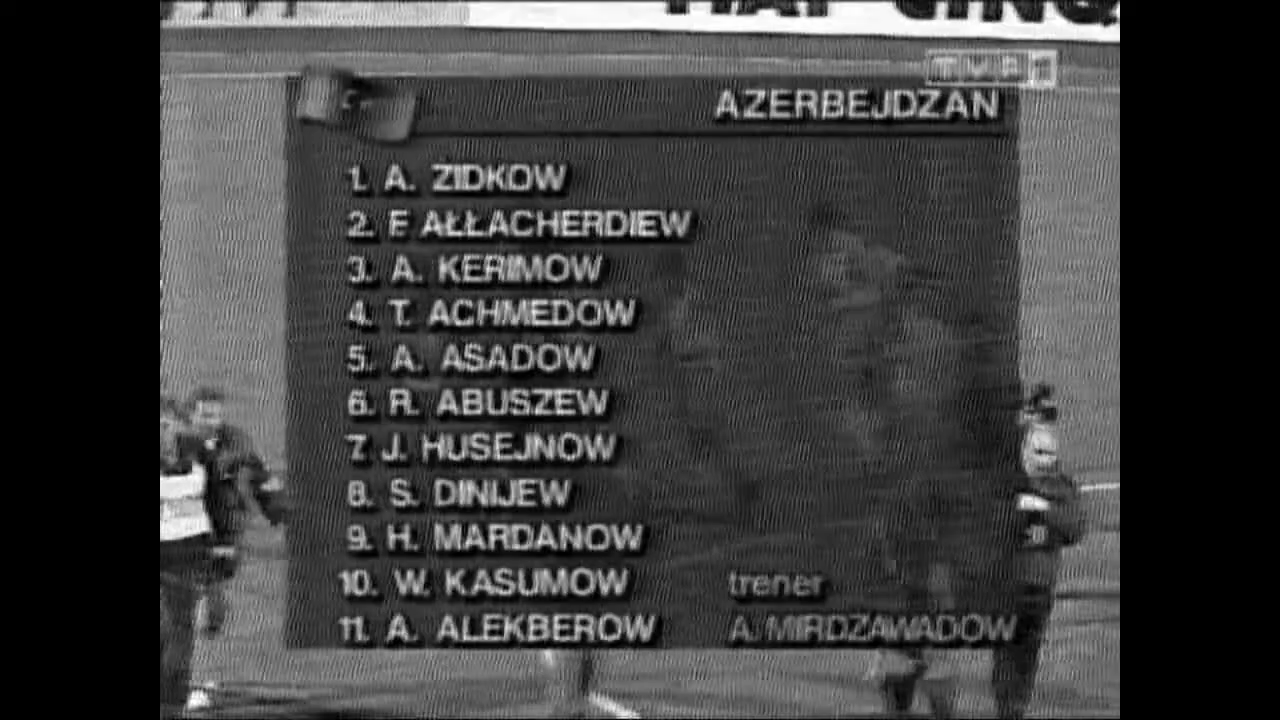 TVP1
AZERBEJDZAN
1. A. ZIDKOW
2. F. AŁŁACHERDIEW
3. A. KERIMOW
4. T. ACHMEDOW
5. A. ASADOW
6. R. ABUSZEW
7. J. HUSEJNOW
8. S. DINIJEW
9. H. MARDANOW
10. W. KASUMOW
trener
11. A. ALEKBEROW
A. MIRDZAWADOW